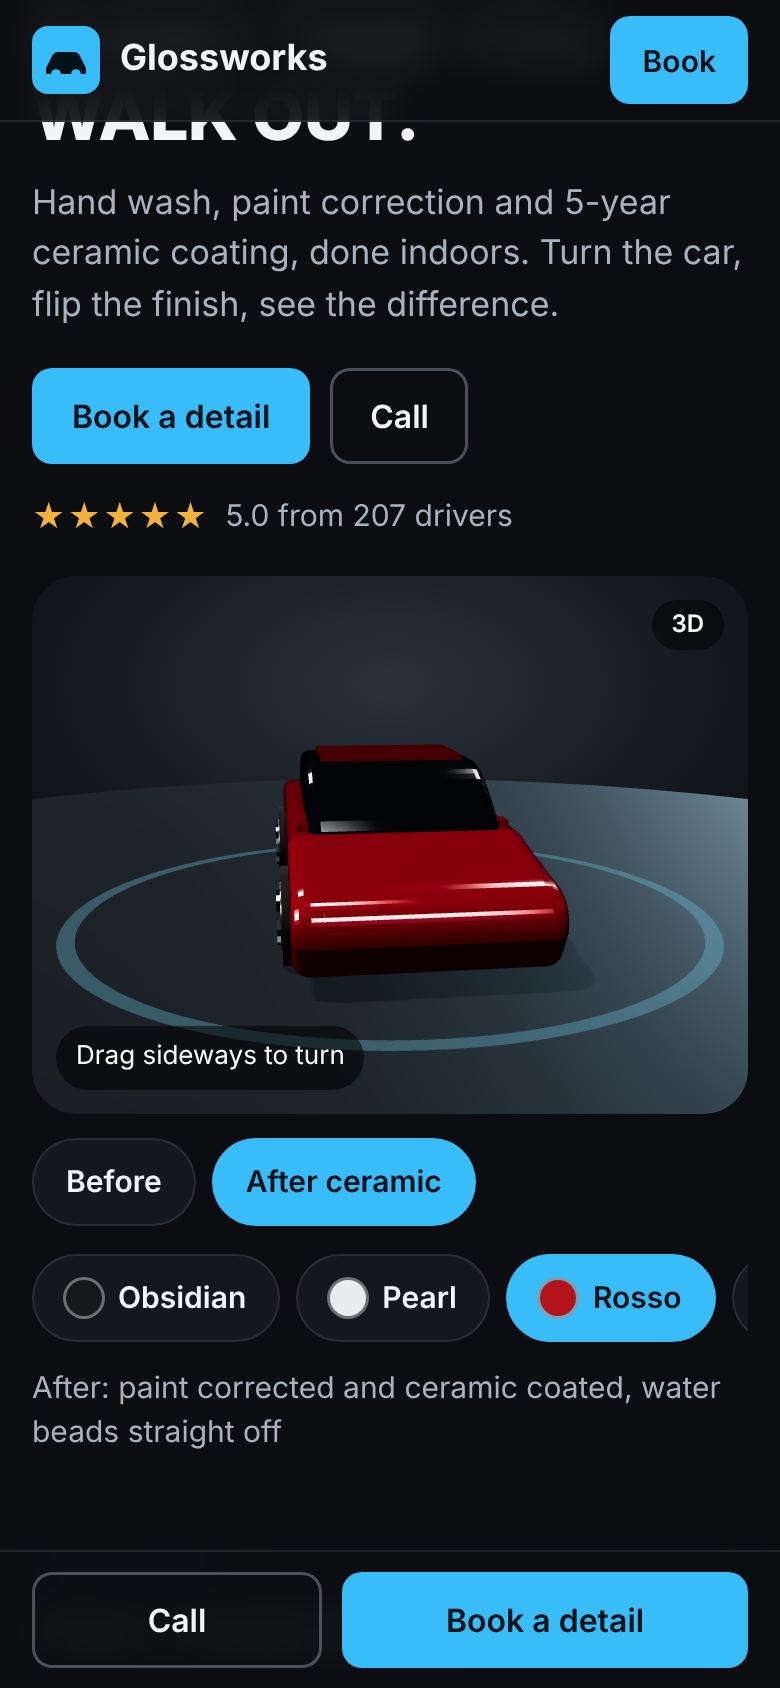 Glossworks
Book
WALK OUT.
Hand wash, paint correction and 5-year
ceramic coating, done indoors. Turn the car,
flip the finish, see the difference.
Book a detail
Call
★★★★★ 5.0 from 207 drivers
3D
Drag sideways to turn
Before
After ceramic
Obsidian
Pearl
Rosso
After: paint corrected and ceramic coated, water
beads straight off
Call
Book a detail